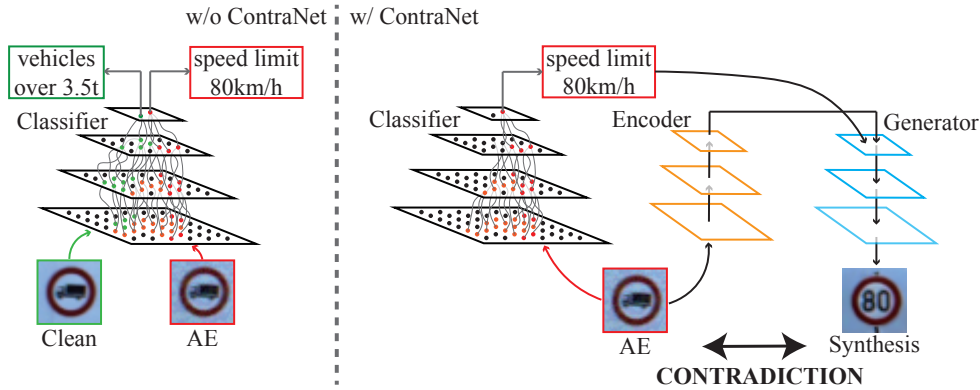 w/o ContraNet
w/ ContraNet
vehicles
over 3.5t
speed limit
80km/h
Classifier
Clean
AE
speed limit
80km/h
Classifier
Encoder
Generator
AE
80
Synthesis
CONTRADICTION